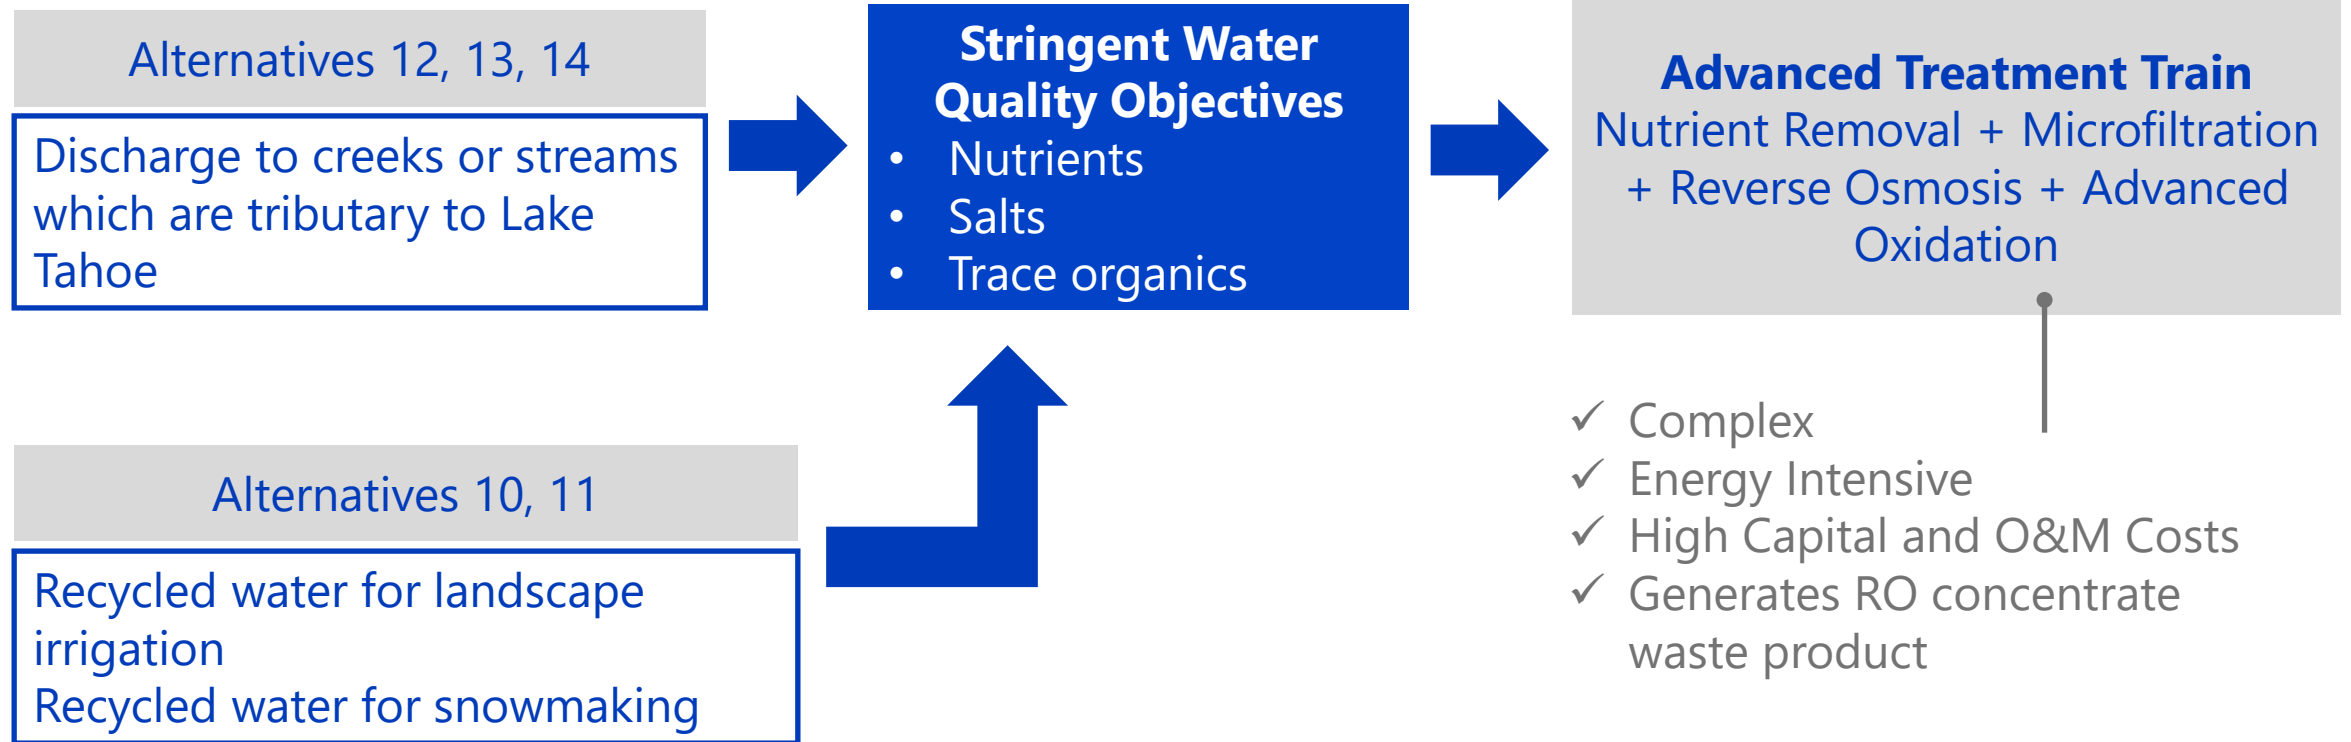 Alternatives 12, 13, 14
Discharge to creeks or streams
which are tributary to Lake
Tahoe
Stringent Water
Quality Objectives
• Nutrients
• Salts
• Trace organics
Advanced Treatment Train
Nutrient Removal + Microfiltration
+ Reverse Osmosis + Advanced
Oxidation
Alternatives 10, 11
Recycled water for landscape
irrigation
Recycled water for snowmaking
✓ Complex
✓ Energy Intensive
✓ High Capital and O&M Costs
✓ Generates RO concentrate
waste product